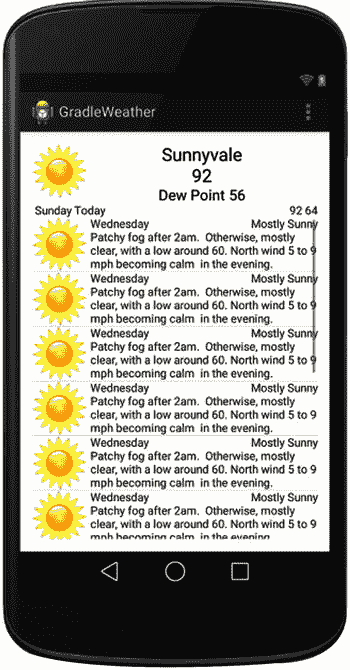 GradleWeather
Sunnyvale
92
Dew Point 56
Sunday Today 92 64
Wednesday Mostly Sunny
Patchy fog after 2am. Otherwise, mostly
clear, with a low around 60. North wind 5 to 9
mph becoming calm in the evening.
Wednesday Mostly Sunny
Patchy fog after 2am. Otherwise, mostly
clear, with a low around 60. North wind 5 to 9
mph becoming calm in the evening.
Wednesday Mostly Sunny
Patchy fog after 2am. Otherwise, mostly
clear, with a low around 60. North wind 5 to 9
mph becoming calm in the evening.
Wednesday Mostly Sunny
Patchy fog after 2am. Otherwise, mostly
clear, with a low around 60. North wind 5 to 9
mph becoming calm in the evening.
Wednesday Mostly Sunny
Patchy fog after 2am. Otherwise, mostly
clear, with a low around 60. North wind 5 to 9
mph becoming calm in the evening.
Wednesday Mostly Sunny
Patchy fog after 2am. Otherwise, mostly
clear, with a low around 60. North wind 5 to 9
mph becoming calm in the evening